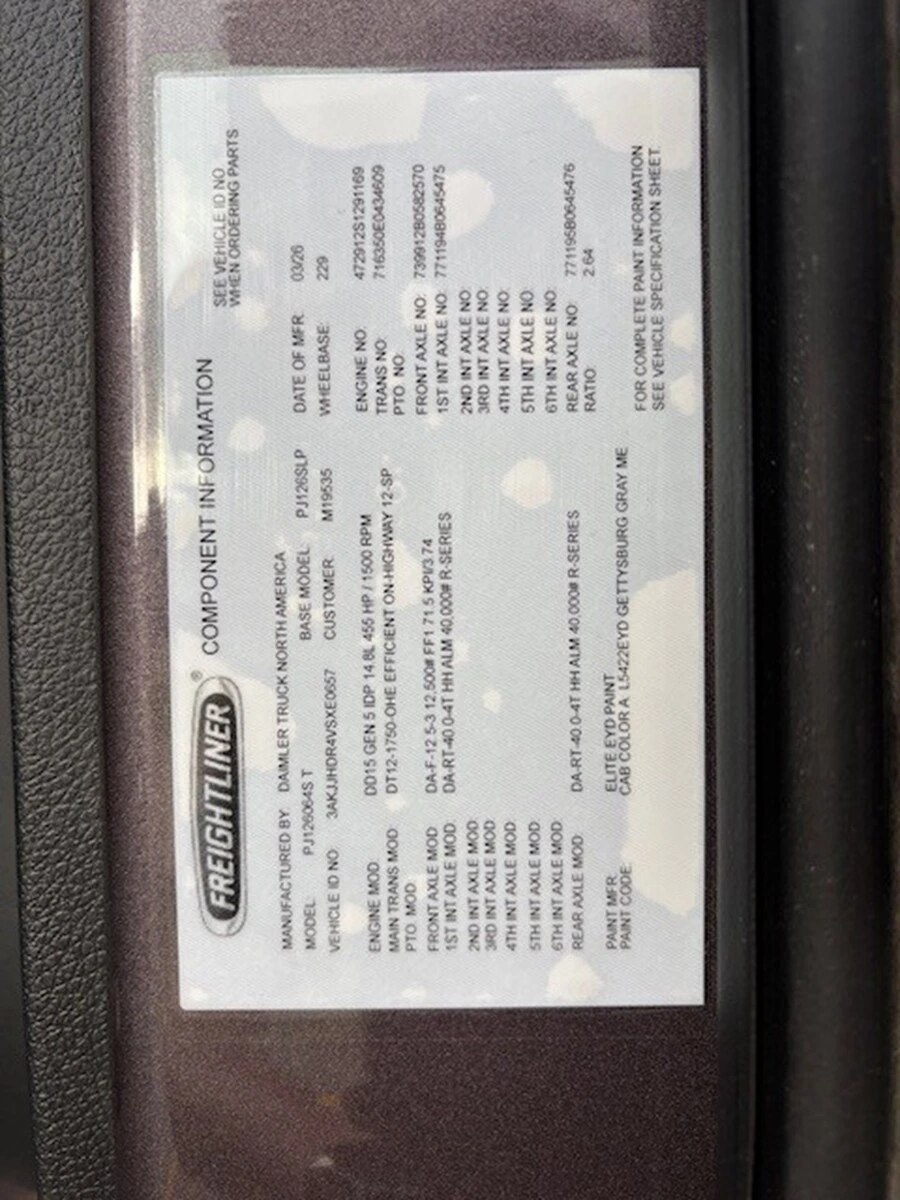 FREIGHTLINER® COMPONENT INFORMATION
SEE VEHICLE ID NO.
WHEN ORDERING PARTS
MANUFACTURED BY DAIMLER TRUCK NORTH AMERICA
MODEL: PJ126064S T BASE MODEL: PJ126SLP DATE OF MFR: 03/26
VEHICLE ID NO: 3AKJJHDR4VSXE0657 CUSTOMER: M19535 WHEELBASE: 229
ENGINE MOD: DD15 GEN 5 IDP 14.8L 455 HP / 1500 RPM ENGINE NO: 472912S1291169
MAIN TRANS MOD: DT12-1750-OHE EFFICIENT ON-HIGHWAY 12-SP TRANS NO: 716350E0434609
PTO. MOD: PTO. NO:
FRONT AXLE MOD: DA-F-12.5-3 12,500# FF1 71.5 KPI/3.74 FRONT AXLE NO: 739912B0582570
1ST INT AXLE MOD: DA-RT-40.0-4T HH ALM 40,000# R-SERIES 1ST INT AXLE NO: 771194B0645475
2ND INT AXLE MOD: 2ND INT AXLE NO:
3RD INT AXLE MOD: 3RD INT AXLE NO:
4TH INT AXLE MOD: 4TH INT AXLE NO:
5TH INT AXLE MOD: 5TH INT AXLE NO:
6TH INT AXLE MOD: 6TH INT AXLE NO:
REAR AXLE MOD: DA-RT-40.0-4T HH ALM 40,000# R-SERIES REAR AXLE NO: 771195B0645476
RATIO: 2.64
PAINT MFR: ELITE EYD PAINT
PAINT CODE: CAB COLOR A: L5422EYD GETTYSBURG GRAY ME
FOR COMPLETE PAINT INFORMATION
SEE VEHICLE SPECIFICATION SHEET.